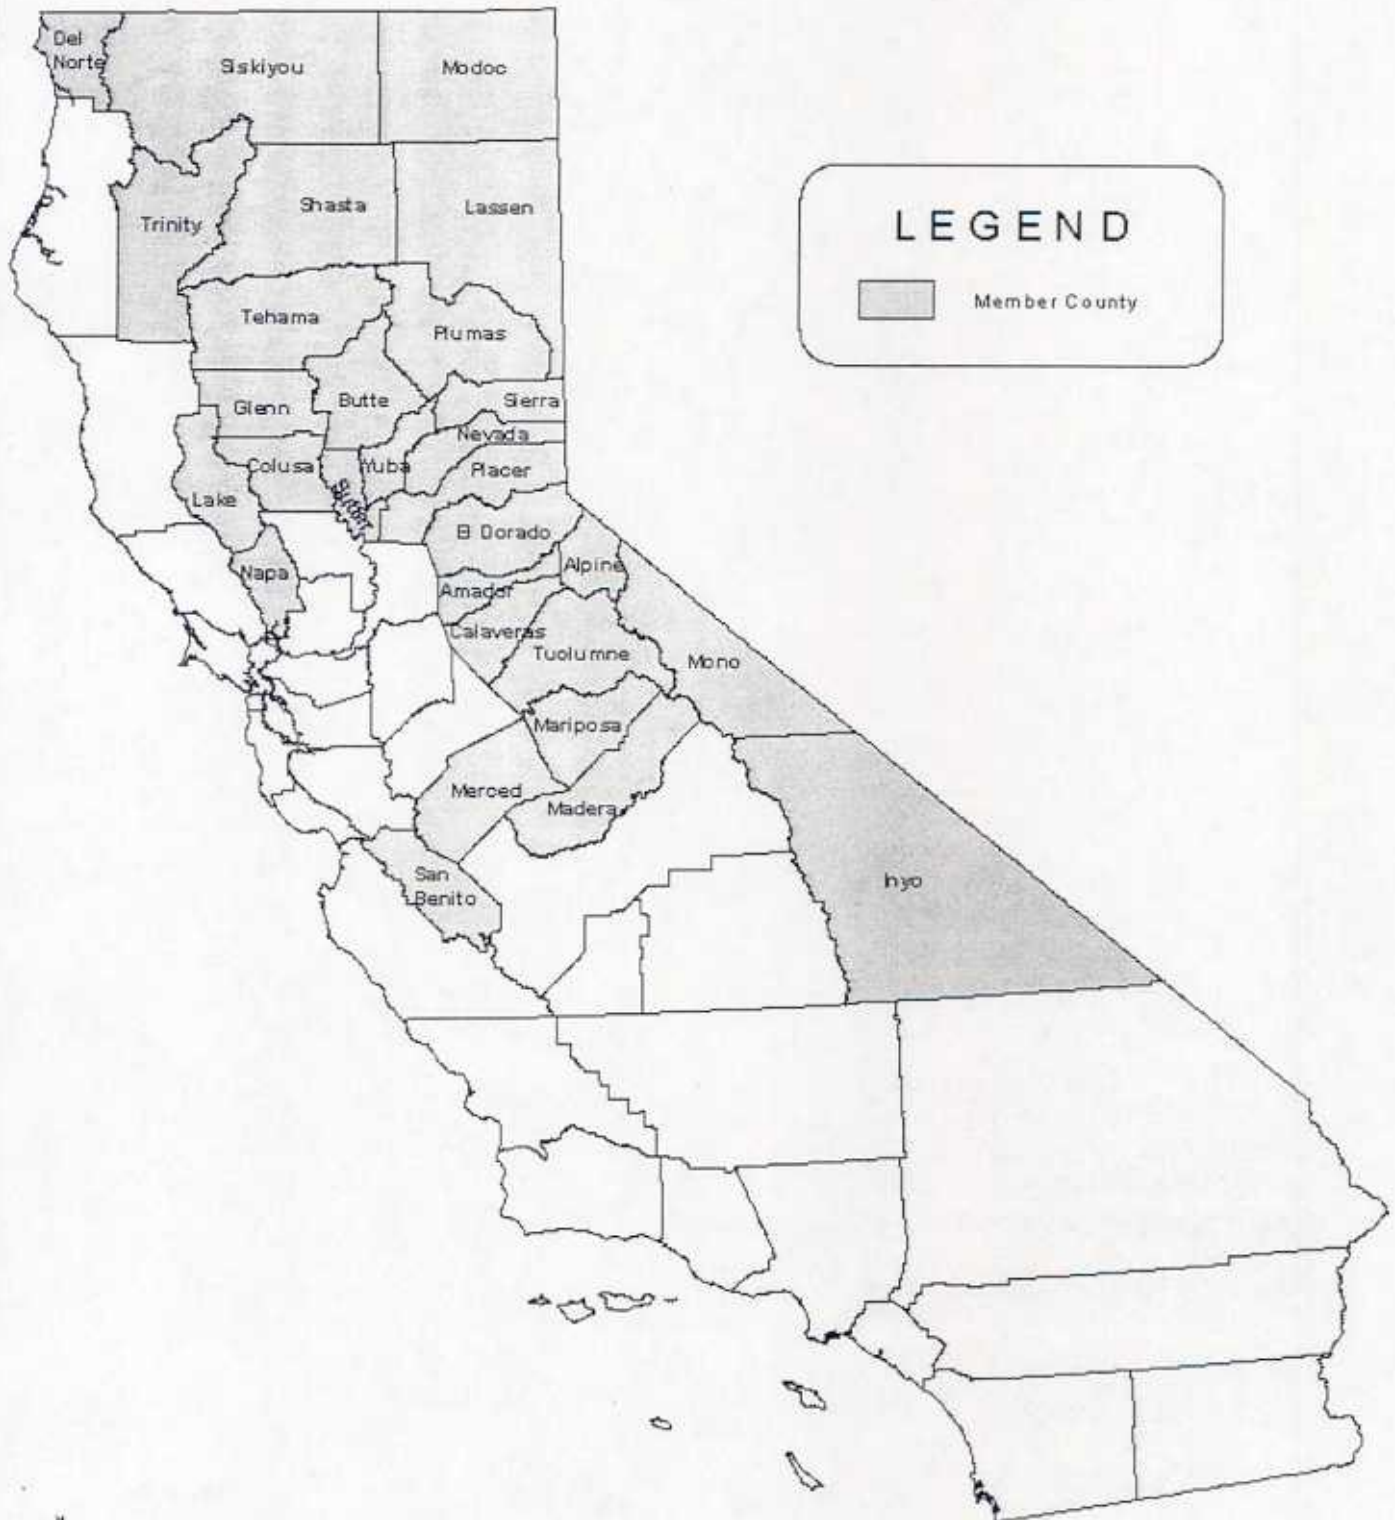 Del
Norte
Siskiyou
Modoc
Trinity
Shasta
Lassen
LEGEND
Member County
Tehama
Plumas
Glenn
Butte
Sierra
Nevada
Colusa
Yuba
Placer
Lake
Sutter
El Dorado
Napa
Alpine
Amador
Calaveras
Tuolumne
Mono
Mariposa
Merced
Madera
San
Benito
Inyo